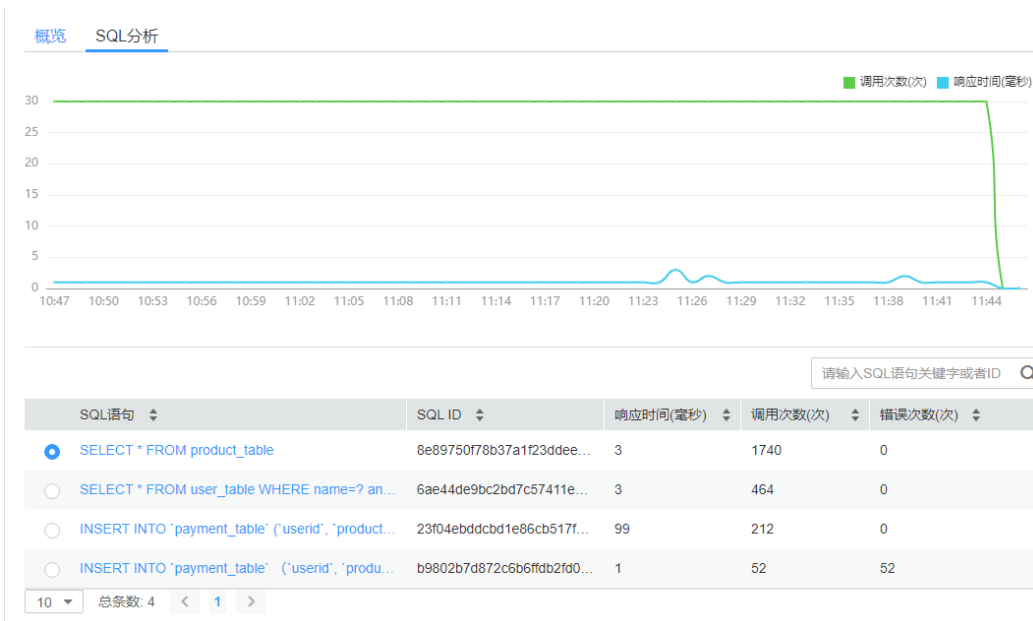 概览 SQL分析
调用次数(次) 响应时间(毫秒)
30
25
20
15
10
5
0
10:47 10:50 10:53 10:56 10:59 11:02 11:05 11:08 11:11 11:14 11:17 11:20 11:23 11:26 11:29 11:32 11:35 11:38 11:41 11:44
请输入SQL语句关键字或者ID
SQL语句 SQL ID 响应时间(毫秒) 调用次数(次) 错误次数(次)
SELECT * FROM product_table 8e89750f78b37a1f23ddee... 3 1740 0
SELECT * FROM user_table WHERE name=? an... 6ae44de9bc2bd7c57411e... 3 464 0
INSERT INTO `payment_table` (`userid`, `product... 23f04ebddcbd1e86cb517f... 99 212 0
INSERT INTO `payment_table` (`userid`, `produ... b9802b7d872c6b6ffdb2fd0... 1 52 52
10 总条数: 4 < 1 >